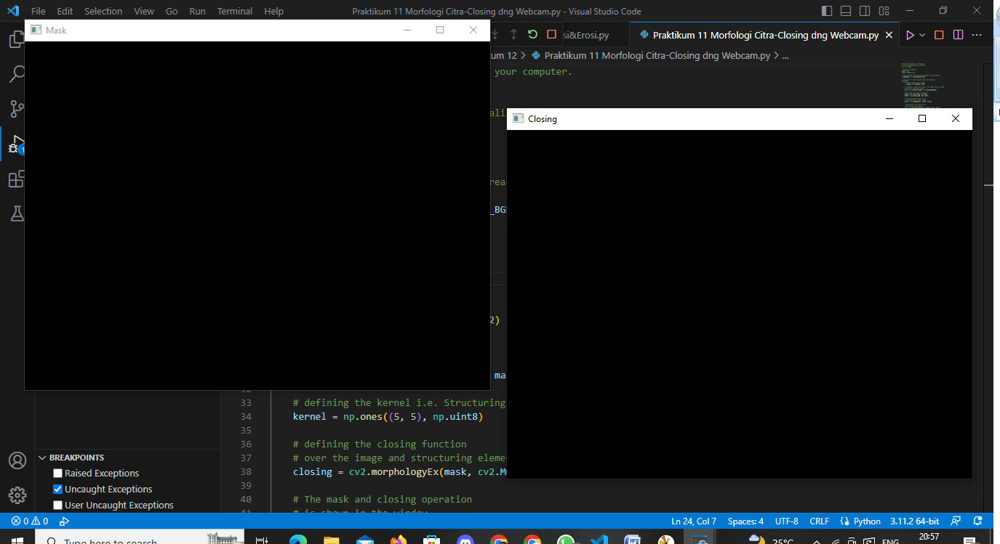 File Edit Selection View Go Run Terminal Help
Praktikum 11 Morfologi Citra-Closing dng Webcam.py - Visual Studio Code
Mask
si&Erosi.py
Praktikum 11 Morfologi Citra-Closing dng Webcam.py
um 12 > Praktikum 11 Morfologi Citra-Closing dng Webcam.py > ...
your computer.
ali
Closing
rea
_BG
2)
ma
32
33 # defining the kernel i.e. Structuring
34 kernel = np.ones((5, 5), np.uint8)
35
36 # defining the closing function
37 # over the image and structuring eleme
38 closing = cv2.morphologyEx(mask, cv2.M
39
40 # The mask and closing operation
41 # is shown in the window
BREAKPOINTS
Raised Exceptions
Uncaught Exceptions
User Uncaught Exceptions
1
0 0
Ln 24, Col 7 Spaces: 4 UTF-8 CRLF Python 3.11.2 64-bit
Type here to search
25°C
ENG
20:57